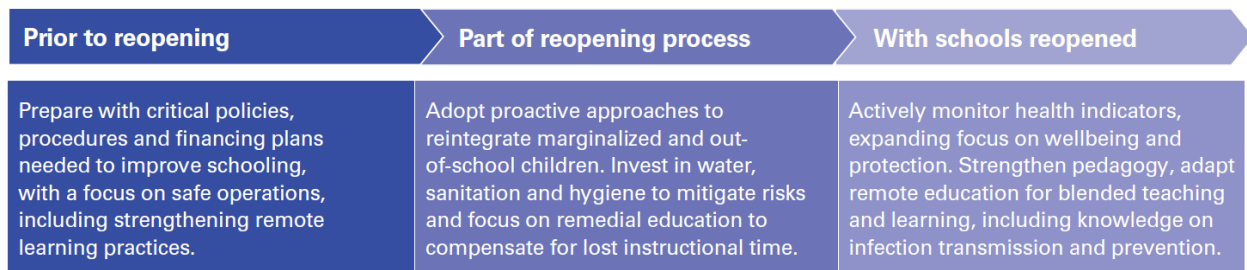 Prior to reopening
Part of reopening process
With schools reopened
Prepare with critical policies,
procedures and financing plans
needed to improve schooling,
with a focus on safe operations,
including strengthening remote
learning practices.
Adopt proactive approaches to
reintegrate marginalized and out-
of-school children. Invest in water,
sanitation and hygiene to mitigate risks
and focus on remedial education to
compensate for lost instructional time.
Actively monitor health indicators,
expanding focus on wellbeing and
protection. Strengthen pedagogy, adapt
remote education for blended teaching
and learning, including knowledge on
infection transmission and prevention.